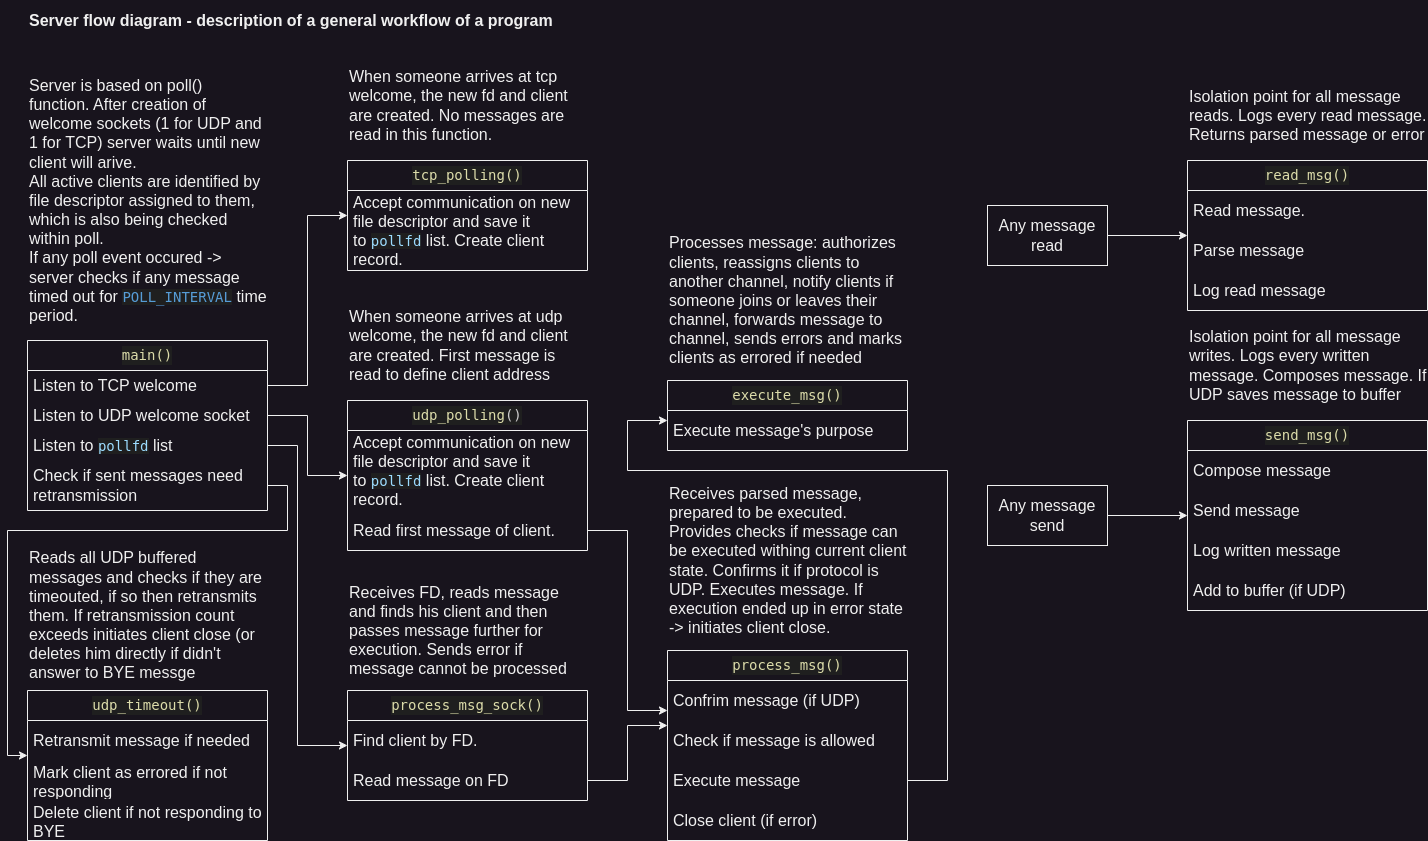 Server flow diagram - description of a general workflow of a program
Server is based on poll()
function. After creation of
welcome sockets (1 for UDP and
1 for TCP) server waits until new
client will arive.
All active clients are identified by
file descriptor assigned to them,
which is also being checked
within poll.
If any poll event occured ->
server checks if any message
timed out for POLL_INTERVAL time
period.
main()
Listen to TCP welcome
Listen to UDP welcome socket
Listen to pollfd list
Check if sent messages need
retransmission
Reads all UDP buffered
messages and checks if they are
timeouted, if so then retransmits
them. If retransmission count
exceeds initiates client close (or
deletes him directly if didn't
answer to BYE messge
udp_timeout()
Retransmit message if needed
Mark client as errored if not
responding
Delete client if not responding to
BYE
When someone arrives at tcp
welcome, the new fd and client
are created. No messages are
read in this function.
tcp_polling()
Accept communication on new
file descriptor and save it
to pollfd list. Create client
record.
When someone arrives at udp
welcome, the new fd and client
are created. First message is
read to define client address
udp_polling()
Accept communication on new
file descriptor and save it
to pollfd list. Create client
record.
Read first message of client.
Receives FD, reads message
and finds his client and then
passes message further for
execution. Sends error if
message cannot be processed
process_msg_sock()
Find client by FD.
Read message on FD
Processes message: authorizes
clients, reassigns clients to
another channel, notify clients if
someone joins or leaves their
channel, forwards message to
channel, sends errors and marks
clients as errored if needed
execute_msg()
Execute message's purpose
Receives parsed message,
prepared to be executed.
Provides checks if message can
be executed withing current client
state. Confirms it if protocol is
UDP. Executes message. If
execution ended up in error state
-> initiates client close.
process_msg()
Confrim message (if UDP)
Check if message is allowed
Execute message
Close client (if error)
Any message
read
Any message
send
Isolation point for all message
reads. Logs every read message.
Returns parsed message or error
read_msg()
Read message.
Parse message
Log read message
Isolation point for all message
writes. Logs every written
message. Composes message. If
UDP saves message to buffer
send_msg()
Compose message
Send message
Log written message
Add to buffer (if UDP)